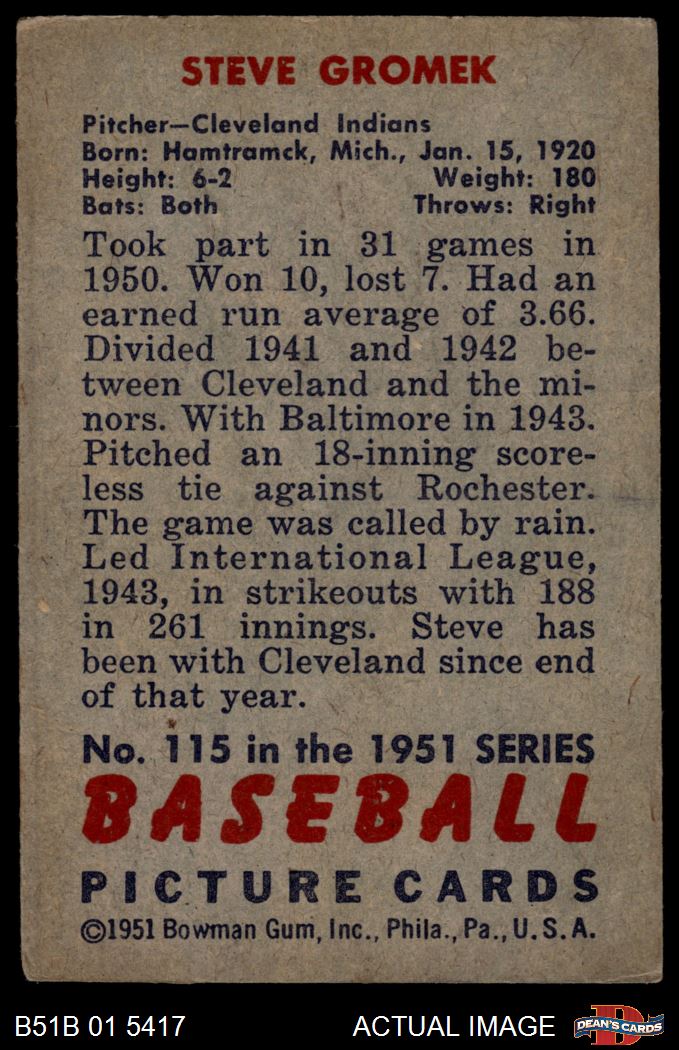 STEVE GROMEK
Pitcher—Cleveland Indians
Born: Hamtramck, Mich., Jan. 15, 1920
Height: 6-2 Weight: 180
Bats: Both Throws: Right
Took part in 31 games in
1950. Won 10, lost 7. Had an
earned run average of 3.66.
Divided 1941 and 1942 be-
tween Cleveland and the mi-
nors. With Baltimore in 1943.
Pitched an 18-inning score-
less tie against Rochester.
The game was called by rain.
Led International League,
1943, in strikeouts with 188
in 261 innings. Steve has
been with Cleveland since end
of that year.
No. 115 in the 1951 SERIES
BASEBALL
PICTURE CARDS
©1951 Bowman Gum, Inc., Phila., Pa., U.S.A.
B51B 01 5417 ACTUAL IMAGE D DEAN'S CARDS